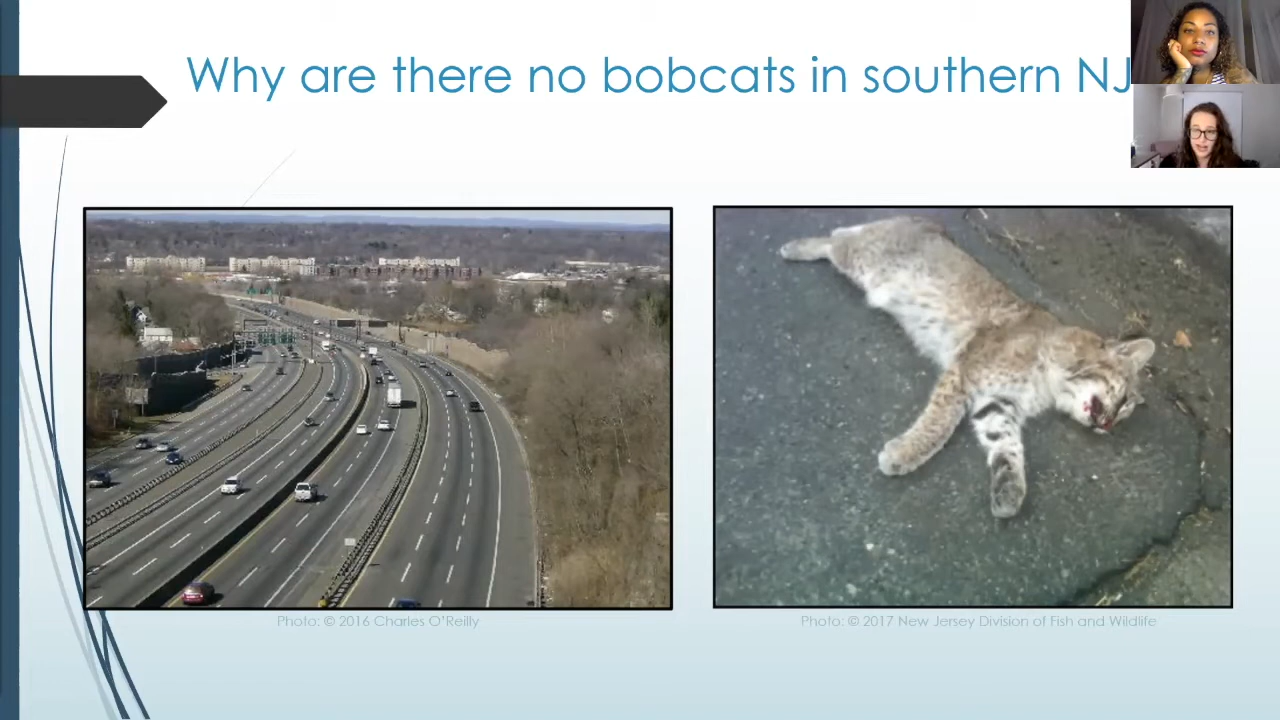 Why are there no bobcats in southern NJ
Photo: © 2016 Charles O'Reilly
Photo: © 2017 New Jersey Division of Fish and Wildlife